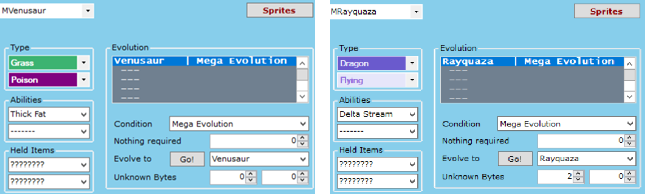 MVenusaur
Sprites
Type
Grass
Poison
Abilities
Thick Fat
-------
Held Items
????????
????????
Evolution
Venusaur | Mega Evolution
---
---
---
Condition Mega Evolution
Nothing required 0
Evolve to Go! Venusaur
Unknown Bytes 0 0
MRayquaza
Sprites
Type
Dragon
Flying
Abilities
Delta Stream
-------
Held Items
????????
????????
Evolution
Rayquaza | Mega Evolution
---
---
---
Condition Mega Evolution
Nothing required 0
Evolve to Go! Rayquaza
Unknown Bytes 2 0